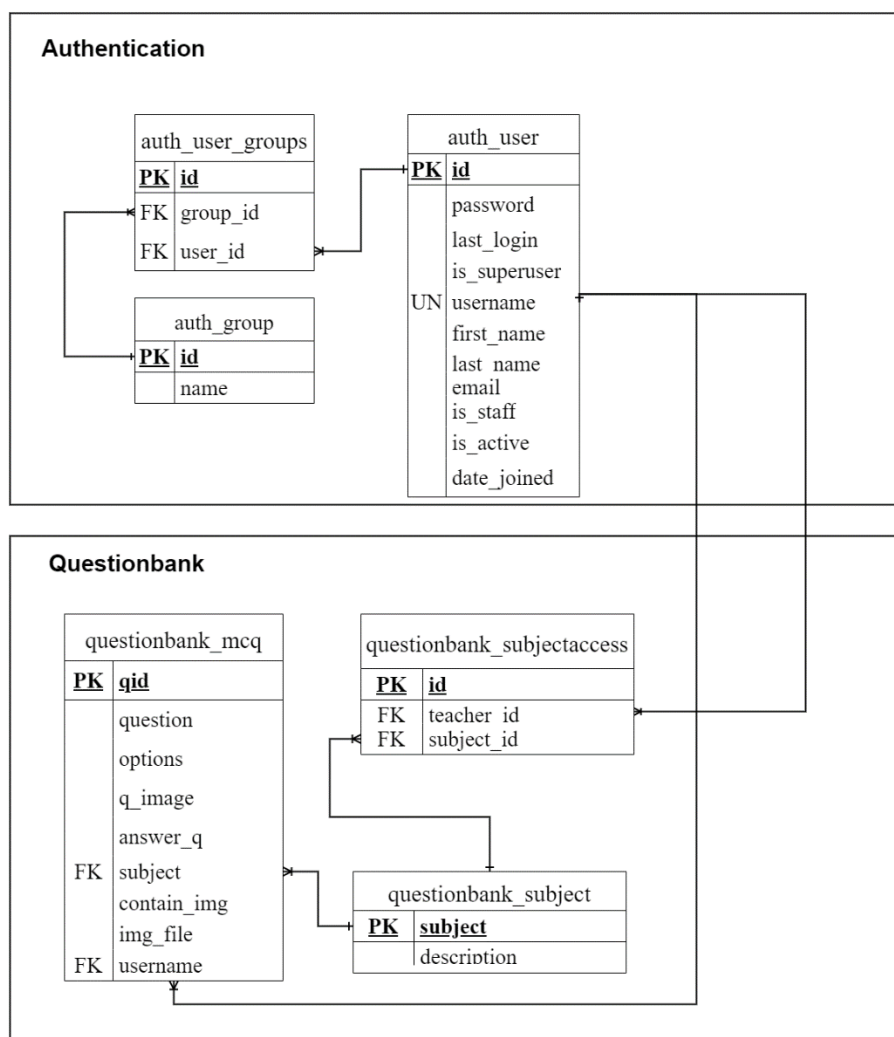 Authentication
auth_user_groups
PK id
FK group_id
FK user_id
auth_group
PK id
name
auth_user
PK id
password
last_login
is_superuser
UN username
first_name
last_name
email
is_staff
is_active
date_joined
Questionbank
questionbank_mcq
PK qid
question
options
q_image
answer_q
FK subject
contain_img
img_file
FK username
questionbank_subjectaccess
PK id
FK teacher_id
FK subject_id
questionbank_subject
PK subject
description